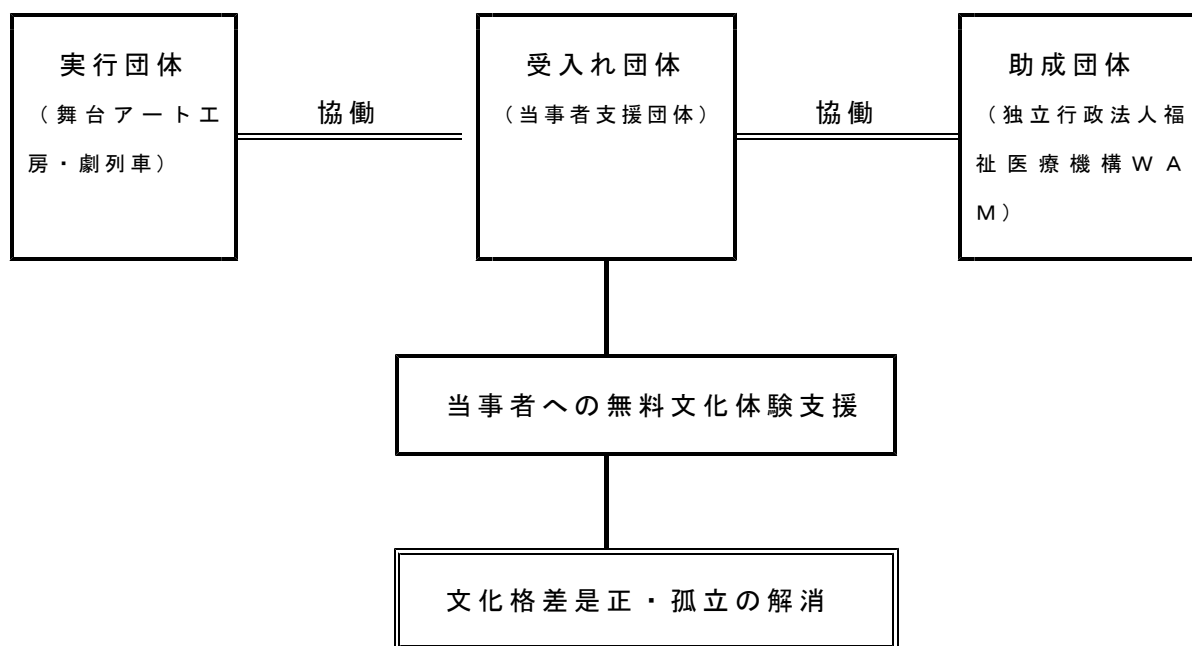 実行団体
（舞台アートエ
房・劇列車）
協働
受入れ団体
（当事者支援団体）
協働
助成団体
（独立行政法人福
祉医療機構ＷＡ
Ｍ）
当事者への無料文化体験支援
文化格差是正・孤立の解消